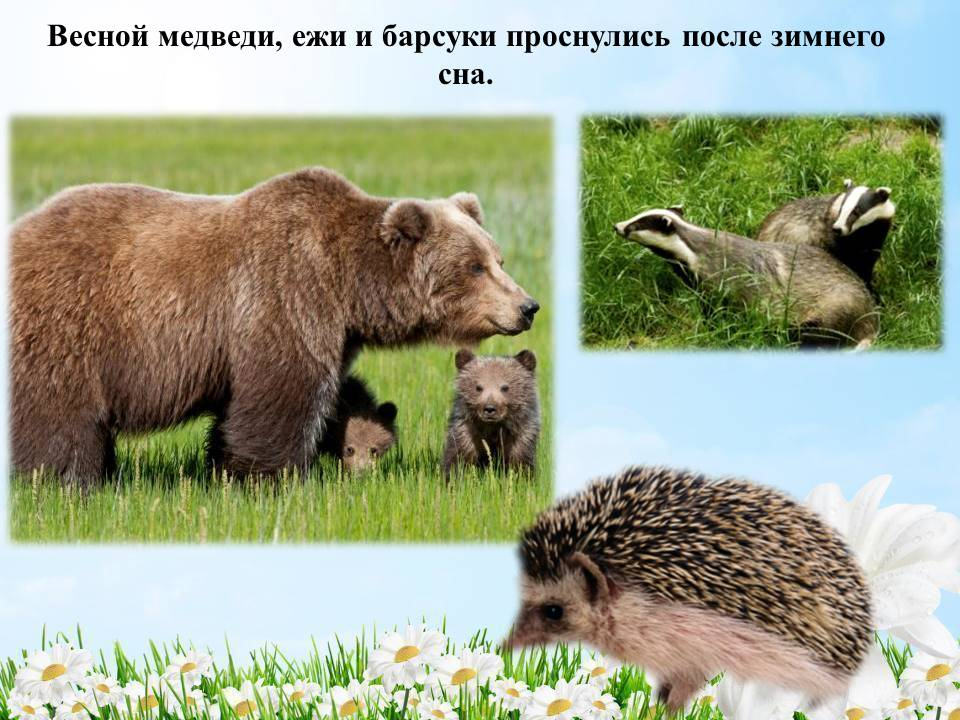 Весной медведи, ежи и барсуки проснулись после зимнего
сна.